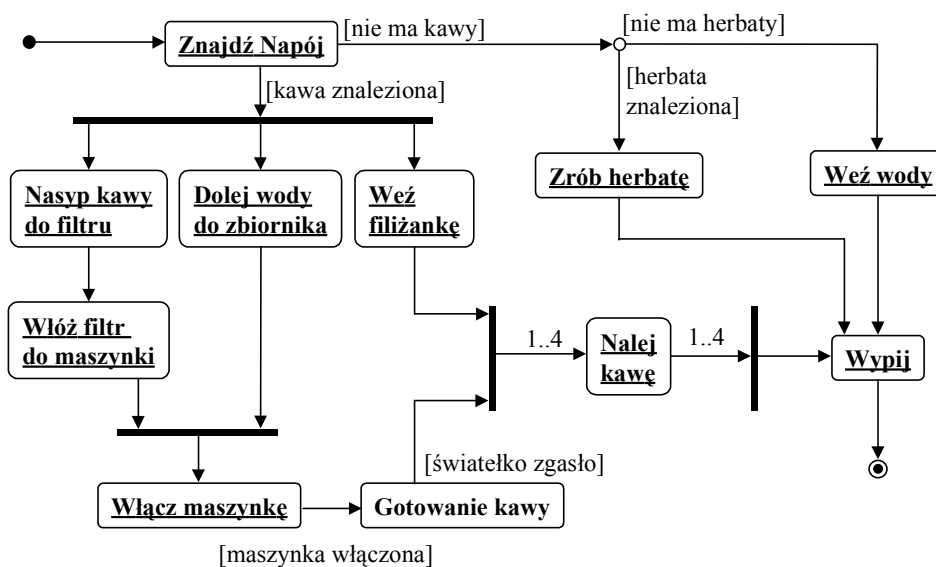 Znajdź Napój
[nie ma kawy]
[nie ma herbaty]
[kawa znaleziona]
[herbata
znaleziona]
Nasyp kawy
do filtru
Dolej wody
do zbiornika
Weź
filiżankę
Zrób herbatę
Weź wody
Włóż filtr
do maszynki
1..4
Nalej
kawę
1..4
Wypij
[światełko zgasło]
Włącz maszynkę
Gotowanie kawy
[maszynka włączona]